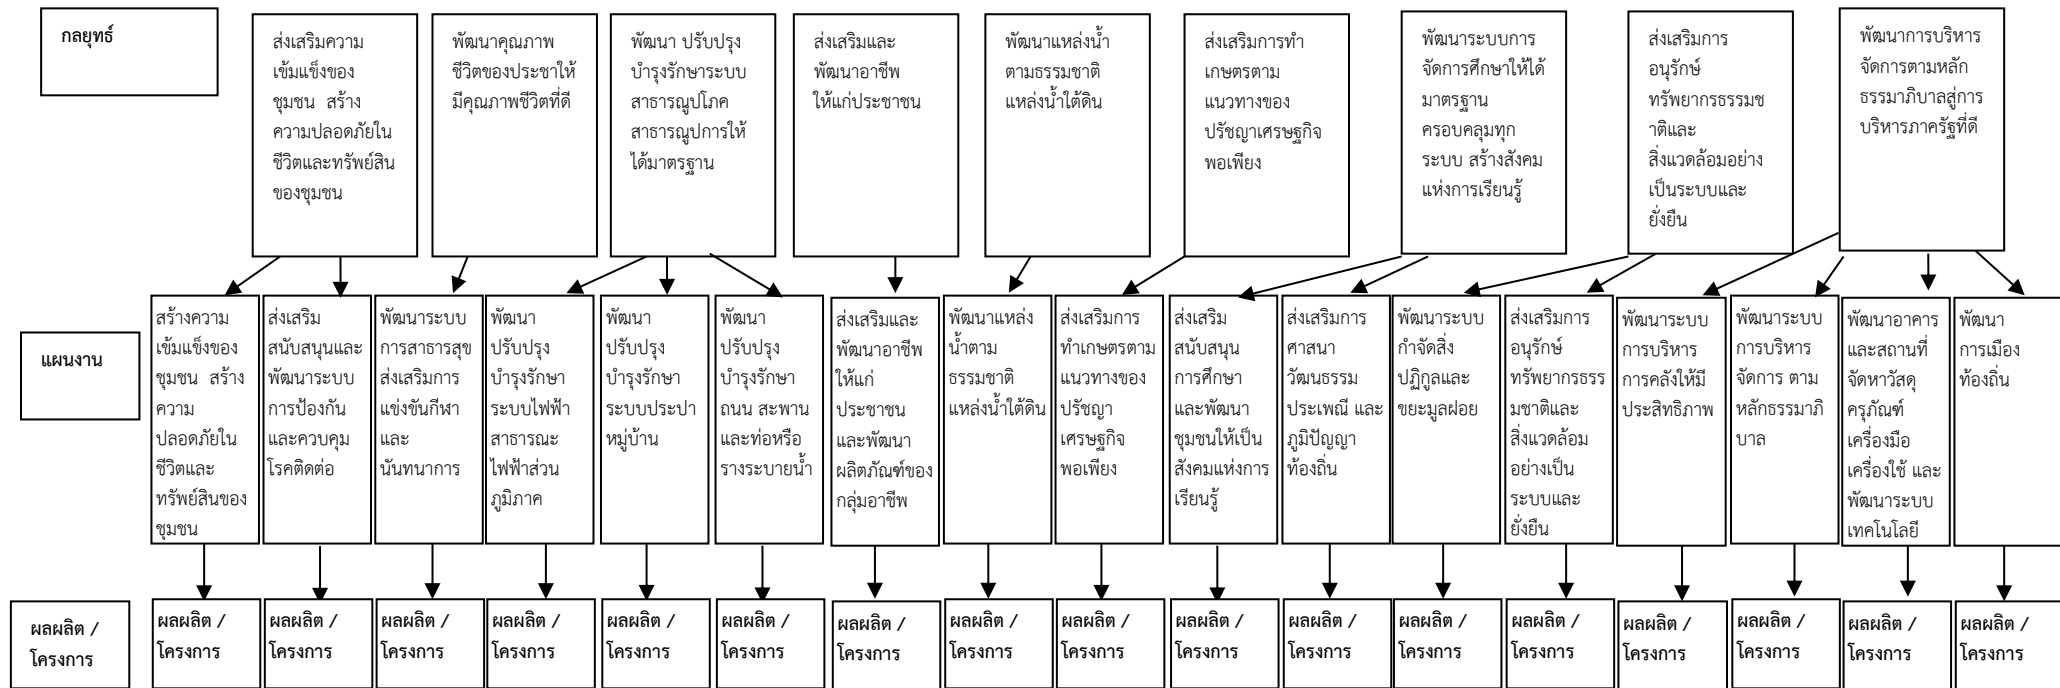 กลยุทธ์
ส่งเสริมความ
เข้มแข็งของ
ชุมชน สร้าง
ความปลอดภัยใน
ชีวิตและทรัพย์สิน
ของชุมชน
พัฒนาคุณภาพ
ชีวิตของประชาให้
มีคุณภาพชีวิตที่ดี
พัฒนา ปรับปรุง
บำรุงรักษาระบบ
สาธารณูปโภค
สาธารณูปการให้
ได้มาตรฐาน
ส่งเสริมและ
พัฒนาอาชีพ
ให้แก่ประชาชน
พัฒนาแหล่งน้ำ
ตามธรรมชาติ
แหล่งน้ำใต้ดิน
ส่งเสริมการทำ
เกษตรตาม
แนวทางของ
ปรัชญาเศรษฐกิจ
พอเพียง
พัฒนาระบบการ
จัดการศึกษาให้ได้
มาตรฐาน
ครอบคลุมทุก
ระบบ สร้างสังคม
แห่งการเรียนรู้
ส่งเสริมการ
อนุรักษ์
ทรัพยากรธรรมช
าติและ
สิ่งแวดล้อมอย่าง
เป็นระบบและ
ยั่งยืน
พัฒนาการบริหาร
จัดการตามหลัก
ธรรมาภิบาลสู่การ
บริหารภาครัฐที่ดี
แผนงาน
สร้างความ
เข้มแข็งของ
ชุมชน สร้าง
ความ
ปลอดภัยใน
ชีวิตและ
ทรัพย์สินของ
ชุมชน
ส่งเสริม
สนับสนุนและ
พัฒนาระบบ
การป้องกัน
และควบคุม
โรคติดต่อ
พัฒนาระบบ
การสาธารสุข
ส่งเสริมการ
แข่งขันกีฬา
และ
นันทนาการ
พัฒนา
ปรับปรุง
บำรุงรักษา
ระบบไฟฟ้า
สาธารณะ
ไฟฟ้าส่วน
ภูมิภาค
พัฒนา
ปรับปรุง
บำรุงรักษา
ระบบประปา
หมู่บ้าน
พัฒนา
ปรับปรุง
บำรุงรักษา
ถนน สะพาน
และท่อหรือ
รางระบายน้ำ
ส่งเสริมและ
พัฒนาอาชีพ
ให้แก่
ประชาชน
และพัฒนา
ผลิตภัณฑ์ของ
กลุ่มอาชีพ
พัฒนาแหล่ง
น้ำตาม
ธรรมชาติ
แหล่งน้ำใต้ดิน
ส่งเสริมการ
ทำเกษตรตาม
แนวทางของ
ปรัชญา
เศรษฐกิจ
พอเพียง
ส่งเสริม
สนับสนุน
การศึกษา
และพัฒนา
ชุมชนให้เป็น
สังคมแห่งการ
เรียนรู้
ส่งเสริมการ
ศาสนา
วัฒนธรรม
ประเพณี และ
ภูมิปัญญา
ท้องถิ่น
พัฒนาระบบ
กำจัดสิ่ง
ปฏิกูลและ
ขยะมูลฝอย
ส่งเสริมการ
อนุรักษ์
ทรัพยากรธรร
มชาติและ
สิ่งแวดล้อม
อย่างเป็น
ระบบและ
ยั่งยืน
พัฒนาระบบ
การบริหาร
การคลังให้มี
ประสิทธิภาพ
พัฒนาระบบ
การบริหาร
จัดการ ตาม
หลักธรรมาภิ
บาล
พัฒนาอาคาร
และสถานที่
จัดหาวัสดุ
ครุภัณฑ์
เครื่องมือ
เครื่องใช้ และ
พัฒนาระบบ
เทคโนโลยี
พัฒนา
การเมือง
ท้องถิ่น
ผลผลิต /
โครงการ
ผลผลิต /
โครงการ
ผลผลิต /
โครงการ
ผลผลิต /
โครงการ
ผลผลิต /
โครงการ
ผลผลิต /
โครงการ
ผลผลิต /
โครงการ
ผลผลิต /
โครงการ
ผลผลิต /
โครงการ
ผลผลิต /
โครงการ
ผลผลิต /
โครงการ
ผลผลิต /
โครงการ
ผลผลิต /
โครงการ
ผลผลิต /
โครงการ
ผลผลิต /
โครงการ
ผลผลิต /
โครงการ
ผลผลิต /
โครงการ
ผลผลิต /
โครงการ